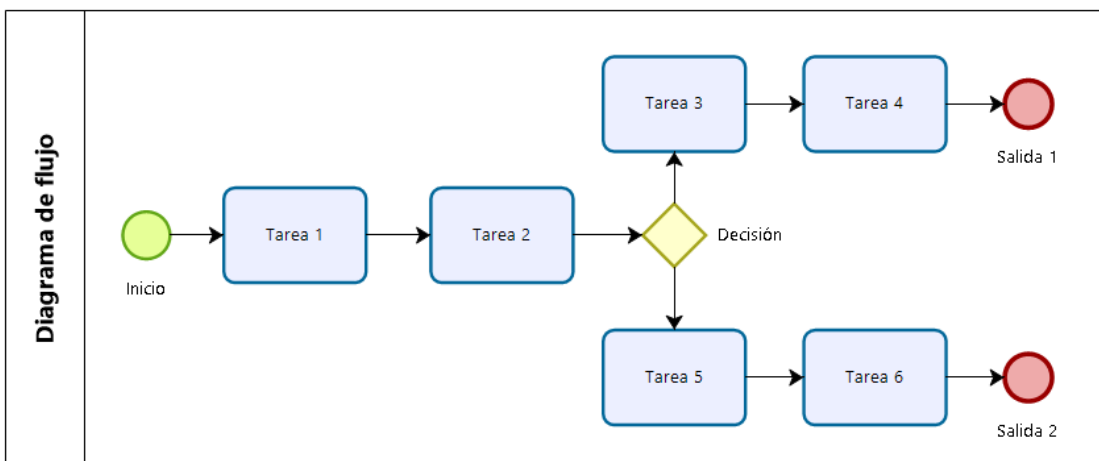 Diagrama de flujo
Inicio
Tarea 1
Tarea 2
Decisión
Tarea 3
Tarea 4
Salida 1
Tarea 5
Tarea 6
Salida 2